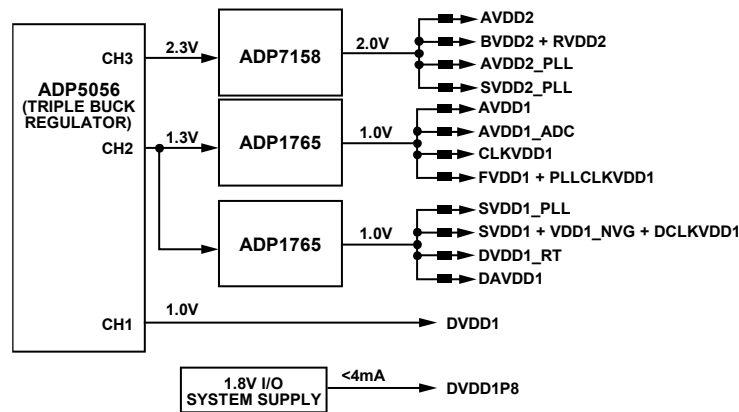 ADP5056
(TRIPLE BUCK
REGULATOR)
CH3
2.3V
ADP7158
2.0V
AVDD2
BVDD2 + RVDD2
AVDD2_PLL
SVDD2_PLL
CH2
1.3V
ADP1765
1.0V
AVDD1
AVDD1_ADC
CLKVDD1
FVDD1 + PLLCLKVDD1
ADP1765
1.0V
SVDD1_PLL
SVDD1 + VDD1_NVG + DCLKVDD1
DVDD1_RT
DAVDD1
CH1
1.0V
DVDD1
1.8V I/O
SYSTEM SUPPLY
<4mA
DVDD1P8